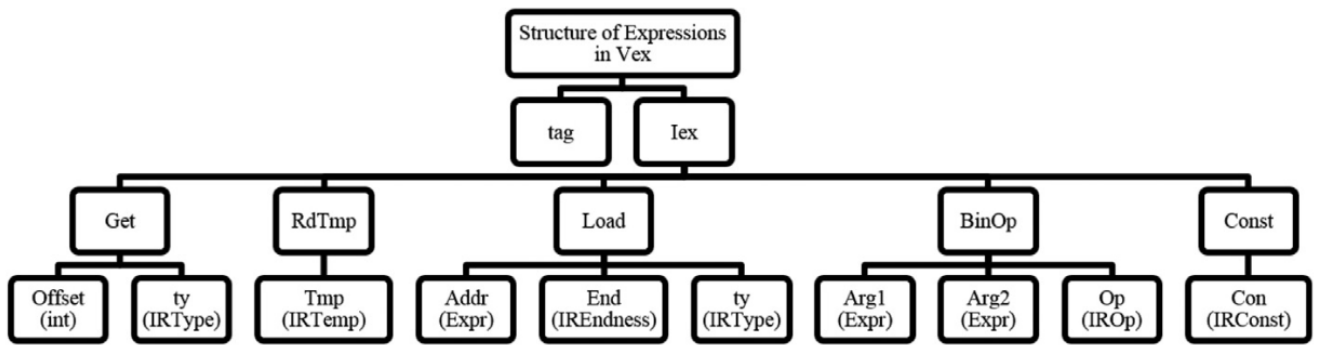 Structure of Expressions
in Vex
tag
Iex
Get
RdTmp
Load
BinOp
Const
Offset
(int)
ty
(IRType)
Tmp
(IRTemp)
Addr
(Expr)
End
(IREndness)
ty
(IRType)
Arg1
(Expr)
Arg2
(Expr)
Op
(IROp)
Con
(IRConst)